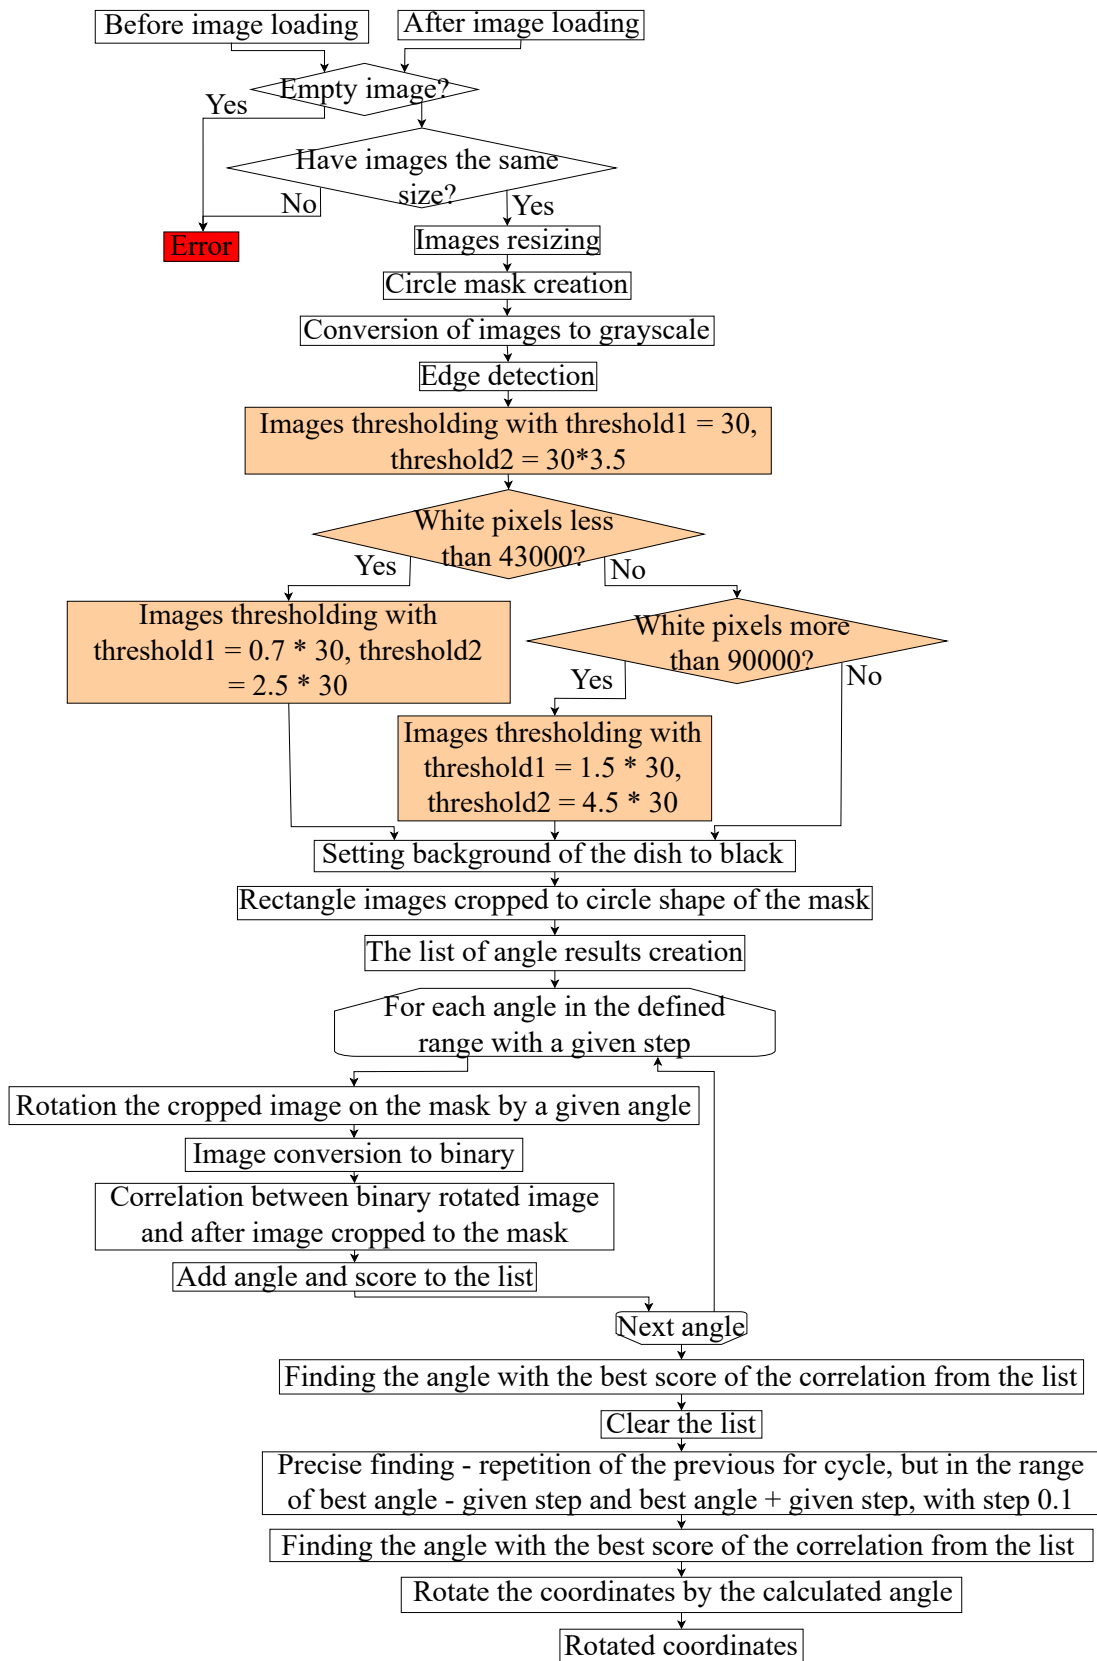 Before image loading
After image loading
Empty image?
Yes
Have images the same
size?
No
Yes
Error
Images resizing
Circle mask creation
Conversion of images to grayscale
Edge detection
Images thresholding with threshold1 = 30,
threshold2 = 30*3.5
White pixels less
than 43000?
Yes
No
Images thresholding with
threshold1 = 0.7 * 30, threshold2
= 2.5 * 30
White pixels more
than 90000?
Yes
No
Images thresholding with
threshold1 = 1.5 * 30,
threshold2 = 4.5 * 30
Setting background of the dish to black
Rectangle images cropped to circle shape of the mask
The list of angle results creation
For each angle in the defined
range with a given step
Rotation the cropped image on the mask by a given angle
Image conversion to binary
Correlation between binary rotated image
and after image cropped to the mask
Add angle and score to the list
Next angle
Finding the angle with the best score of the correlation from the list
Clear the list
Precise finding - repetition of the previous for cycle, but in the range
of best angle - given step and best angle + given step, with step 0.1
Finding the angle with the best score of the correlation from the list
Rotate the coordinates by the calculated angle
Rotated coordinates